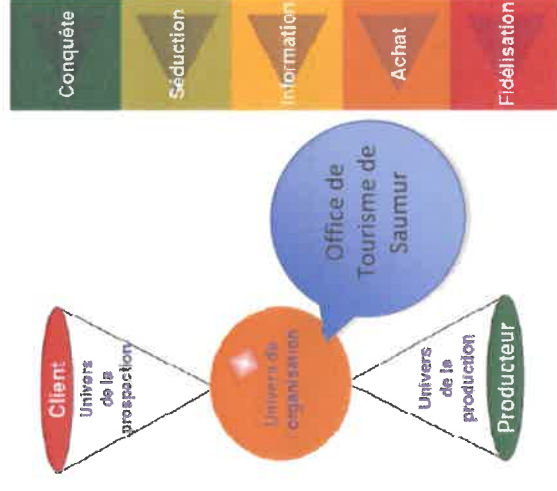 Client
Univers
de la
prospection
Univers de
l'organisation
Office de
Tourisme de
Saumur
Univers
de la
production
Producteur
Conquête
Séduction
Information
Achat
Fidélisation